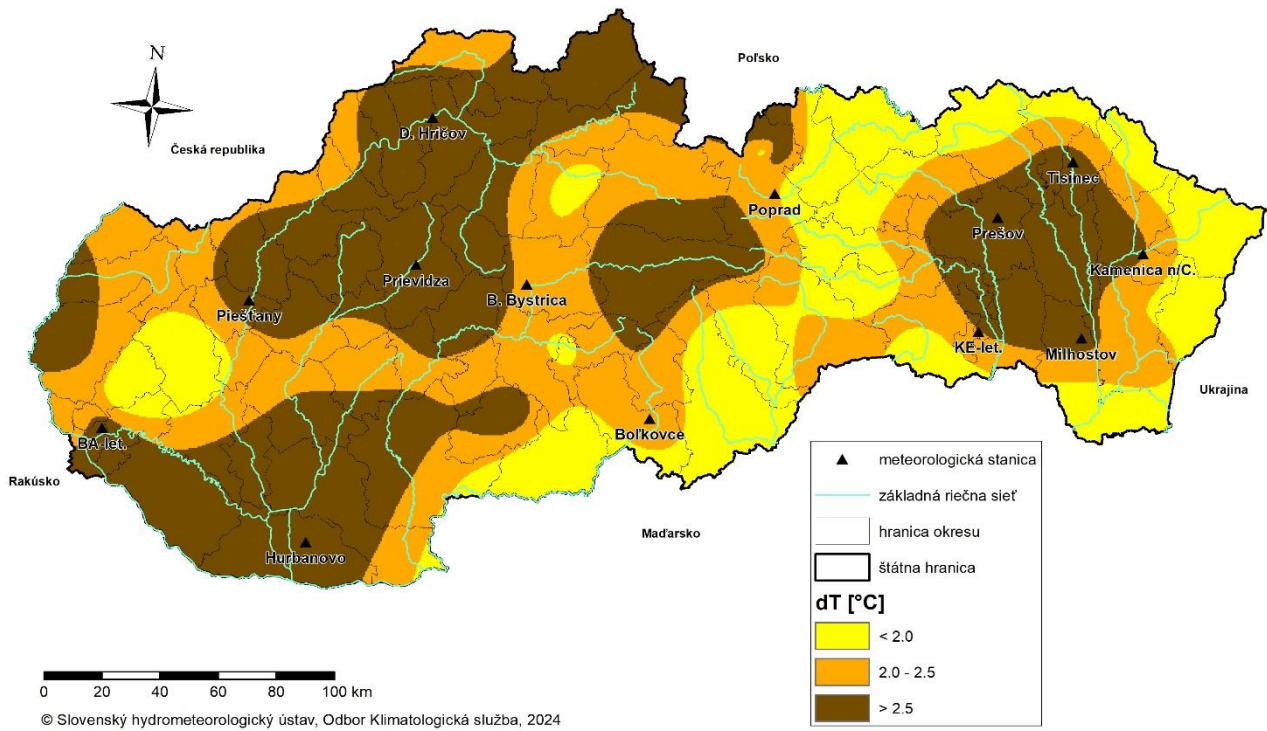 N
Poľsko
Česká republika
D. Hričov
Tisinec
Poprad
Prešov
Kamenica n/C.
Prievidza
B. Bystrica
Piešťany
KE-let.
Milhostov
Ukrajina
Boľkovce
BA-let.
Rakúsko
Maďarsko
Hurbanovo
meteorologická stanica
základná riečna sieť
hranica okresu
štátna hranica
dT [°C]
< 2.0
2.0 - 2.5
> 2.5
0 20 40 60 80 100 km
© Slovenský hydrometeorologický ústav, Odbor Klimatologická služba, 2024